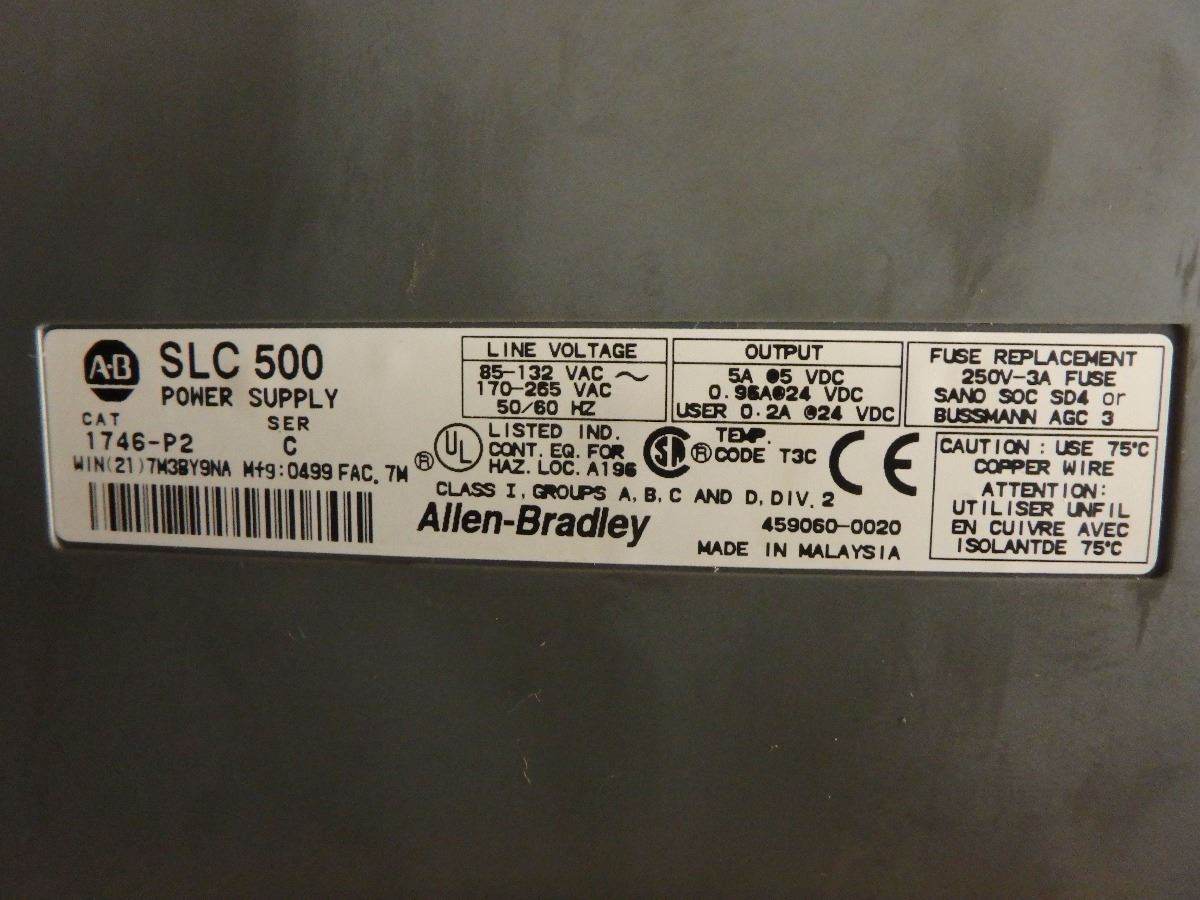 A-B SLC 500
POWER SUPPLY
CAT SER
1746-P2 C
WIN(21)7M3BY9NA Mfg:0499 FAC. 7M
LINE VOLTAGE
85-132 VAC ~
170-265 VAC
50/60 HZ
OUTPUT
5A @5 VDC
0.96A@24 VDC
USER 0.2A @24 VDC
FUSE REPLACEMENT
250V-3A FUSE
SANO SOC SD4 or
BUSSMANN AGC 3
UL ® LISTED IND.
CONT. EQ. FOR
HAZ. LOC. A196
SA ® TEMP.
CODE T3C
CE
CLASS I, GROUPS A, B, C AND D, DIV. 2
Allen-Bradley 459060-0020
MADE IN MALAYSIA
CAUTION : USE 75°C
COPPER WIRE
ATTENTION:
UTILISER UNFIL
EN CUIVRE AVEC
ISOLANTDE 75°C